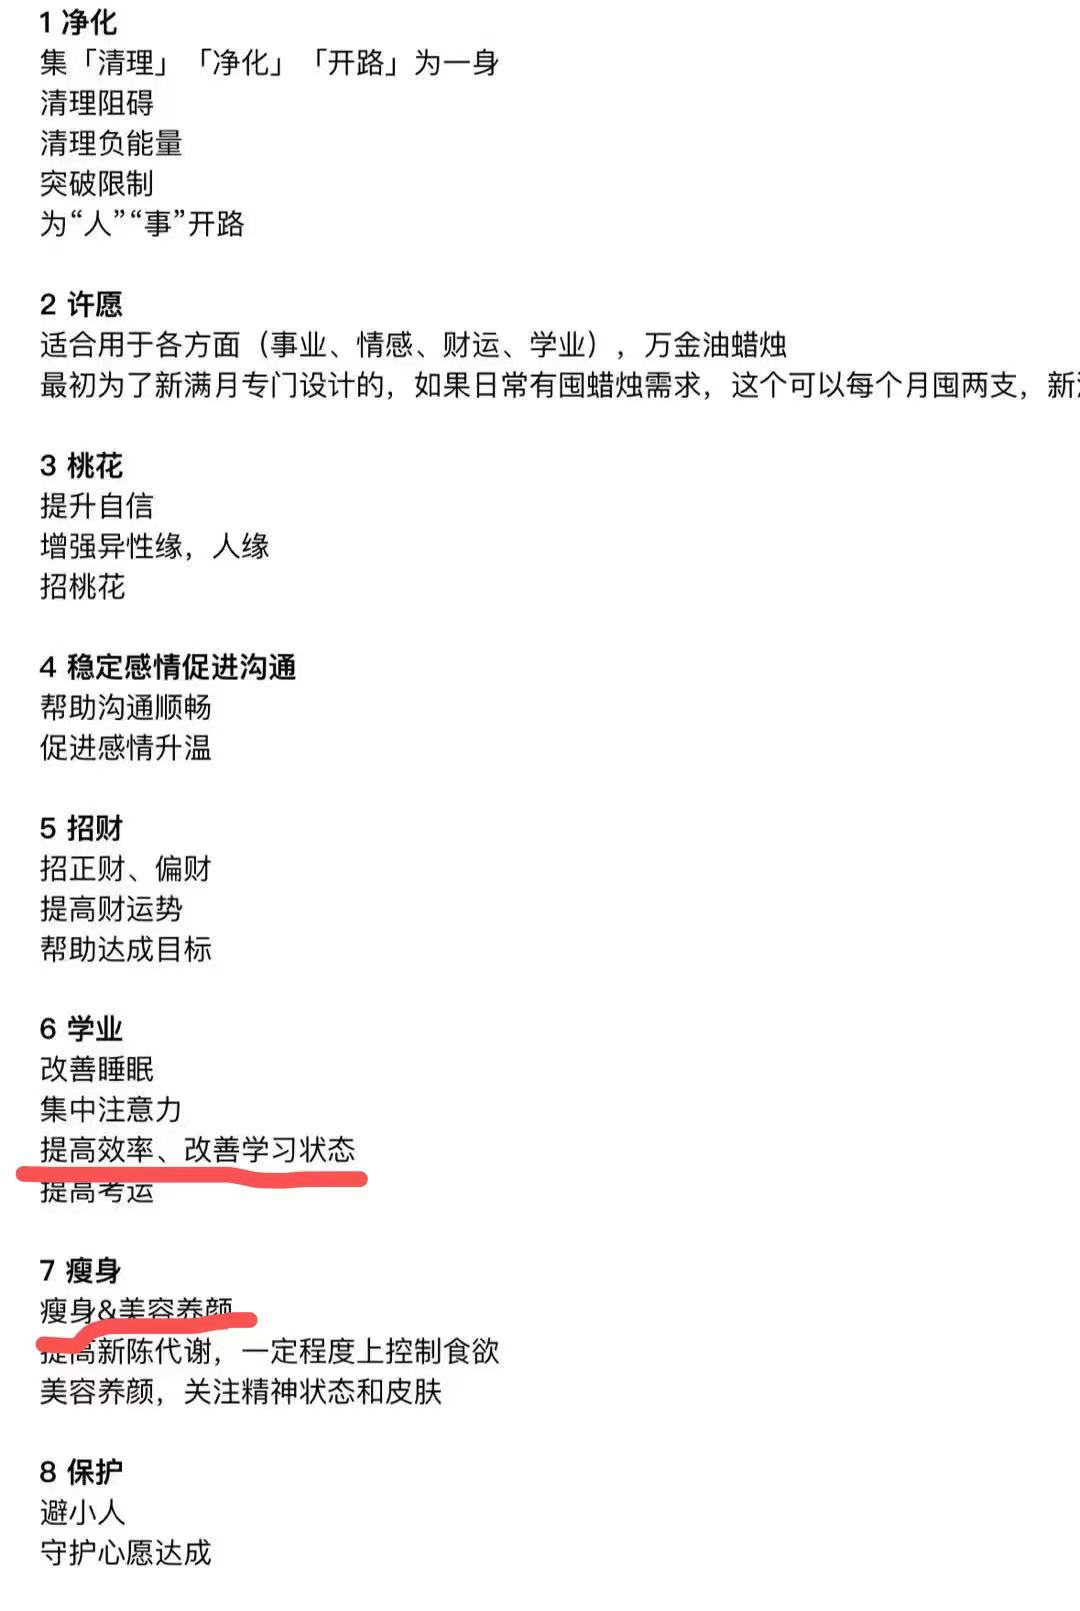 1 净化
集「清理」「净化」「开路」为一身
清理阻碍
清理负能量
突破限制
为“人”“事”开路
2 许愿
适合用于各方面（事业、情感、财运、学业），万金油蜡烛
最初为了新满月专门设计的，如果日常有囤蜡烛需求，这个可以每个月囤两支，新
3 桃花
提升自信
增强异性缘，人缘
招桃花
4 稳定感情促进沟通
帮助沟通顺畅
促进感情升温
5 招财
招正财、偏财
提高财运势
帮助达成目标
6 学业
改善睡眠
集中注意力
提高效率、改善学习状态
提高考运
7 瘦身
瘦身&美容养颜
提高新陈代谢，一定程度上控制食欲
美容养颜，关注精神状态和皮肤
8 保护
避小人
守护心愿达成